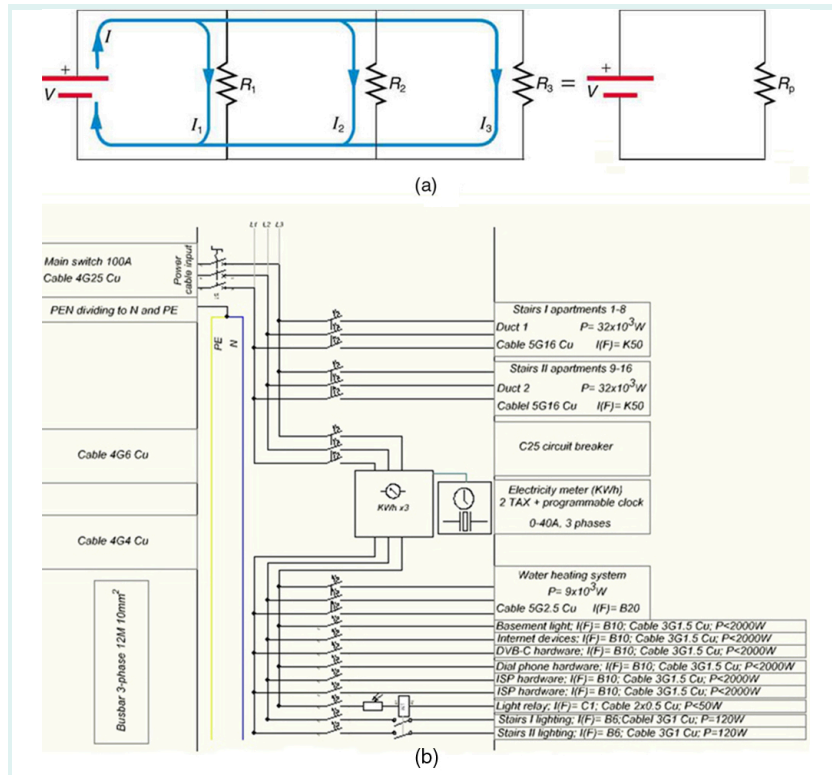 I
+
V
R1
R2
R3
=
+
V
Rp
I1
I2
I3
(a)
L1 L2 L3
Main switch 100A
Cable 4G25 Cu
Power cable input
PEN dividing to N and PE
PE
N
Stairs I apartments 1-8
Duct 1 P= 32x10³W
Cable 5G16 Cu I(F)= K50
Stairs II apartments 9-16
Duct 2 P= 32x10³W
Cablel 5G16 Cu I(F)= K50
Cable 4G6 Cu
C25 circuit breaker
KWh x3
Electricity meter (KWh)
2 TAX + programmable clock
0-40A, 3 phases
Cable 4G4 Cu
Water heating system
P= 9x10³W
Cable 5G2.5 Cu I(F)= B20
Busbar 3-phase 12M 10mm²
Basement light; I(F)= B10; Cable 3G1.5 Cu; P<2000W
Internet devices; I(F)= B10; Cable 3G1.5 Cu; P<2000W
DVB-C hardware; I(F)= B10; Cable 3G1.5 Cu; P<2000W
Dial phone hardware; I(F)= B10; Cable 3G1.5 Cu; P<2000W
ISP hardware; I(F)= B10; Cable 3G1.5 Cu; P<2000W
ISP hardware; I(F)= B10; Cable 3G1.5 Cu; P<2000W
Light relay; I(F)= C1; Cable 2x0.5 Cu; P<50W
Stairs I lighting; I(F)= B6;Cablel 3G1 Cu; P=120W
Stairs II lighting; I(F)= B6; Cable 3G1 Cu; P=120W
(b)